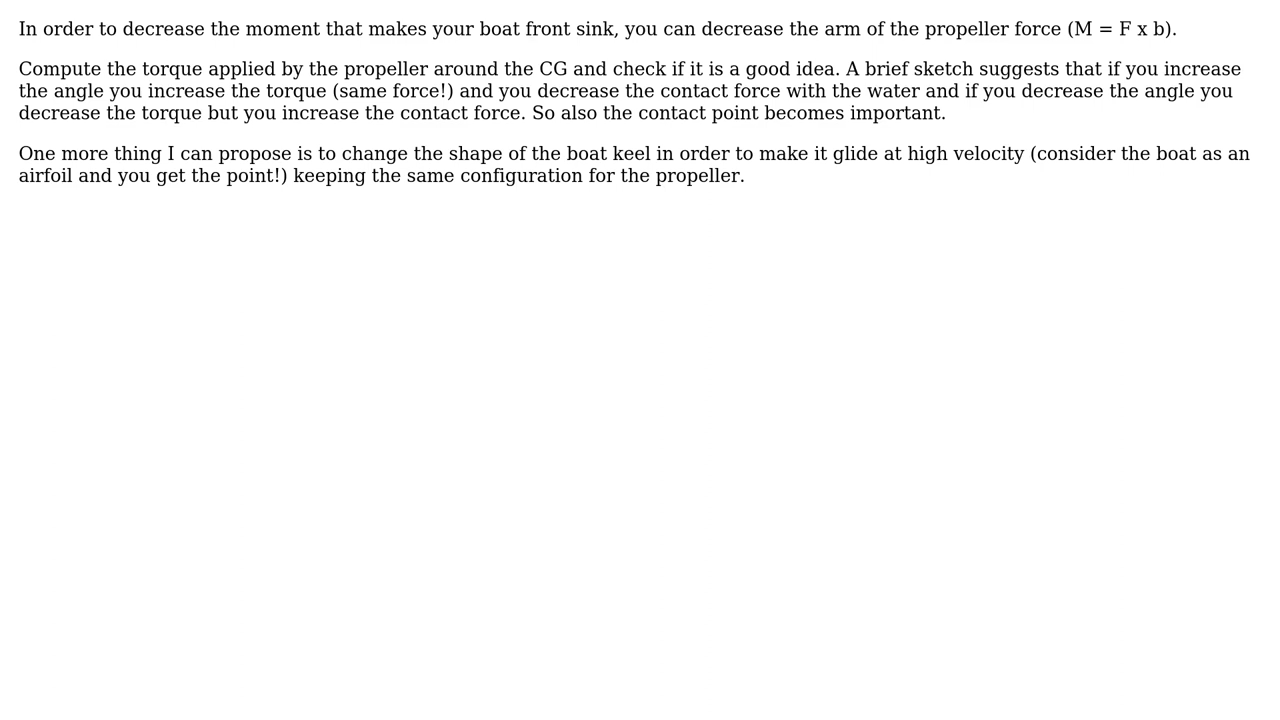 In order to decrease the moment that makes your boat front sink, you can decrease the arm of the propeller force (M = F x b).
Compute the torque applied by the propeller around the CG and check if it is a good idea. A brief sketch suggests that if you increase
the angle you increase the torque (same force!) and you decrease the contact force with the water and if you decrease the angle you
decrease the torque but you increase the contact force. So also the contact point becomes important.
One more thing I can propose is to change the shape of the boat keel in order to make it glide at high velocity (consider the boat as an
airfoil and you get the point!) keeping the same configuration for the propeller.